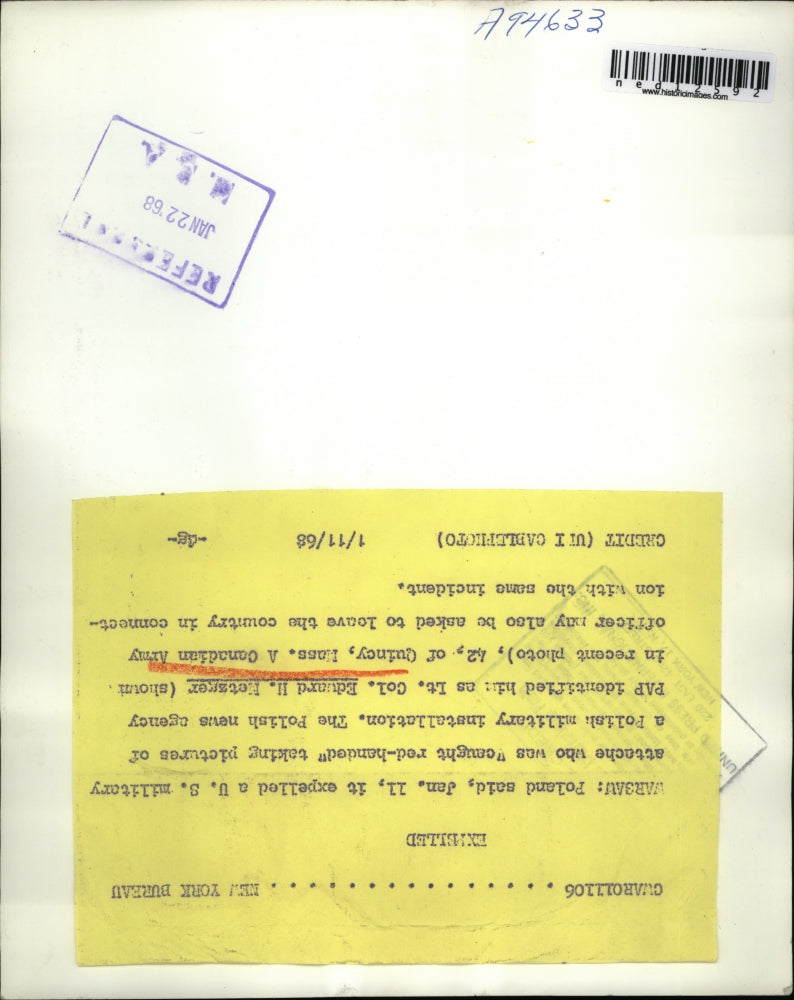 A94633
ned12592
www.historicimages.com
REFERENCE
JAN 22 '68
CWARO11106 . . . . . . . . . . . . . . . . NEW YORK BUREAU
EXPELLED
WARSAW: Poland said, Jan. 11, it expelled a U. S. military
attache who was "caught red-handed" taking pictures of
a Polish military installation. The Polish news agency
PAP identified him as Lt. Col. Edward H. Metzger (shown
in recent photo), 42, of Quincy, Mass. A Canadian Army
officer may also be asked to leave the country in connect-
ion with the same incident.
CREDIT (UPI CABLEPHOTO) 1/11/68 -dg-